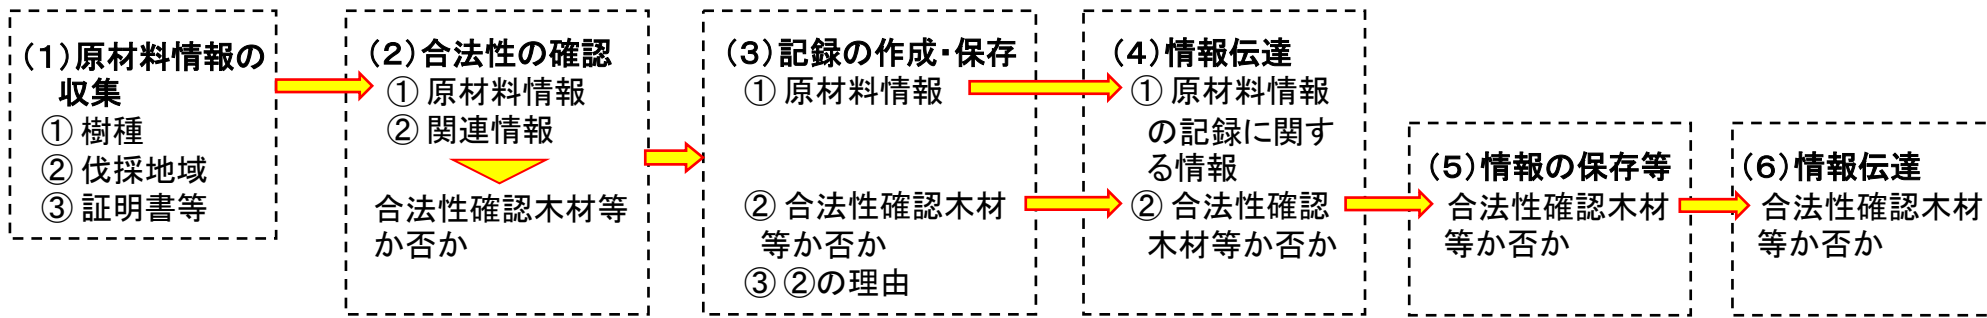 (1)原材料情報の
収集
① 樹種
② 伐採地域
③ 証明書等
(2)合法性の確認
① 原材料情報
② 関連情報
合法性確認木材等
か否か
(3)記録の作成・保存
① 原材料情報
② 合法性確認木材
等か否か
③ ②の理由
(4)情報伝達
① 原材料情報
の記録に関す
る情報
② 合法性確認
木材等か否か
(5)情報の保存等
合法性確認木材
等か否か
(6)情報伝達
合法性確認木材
等か否か